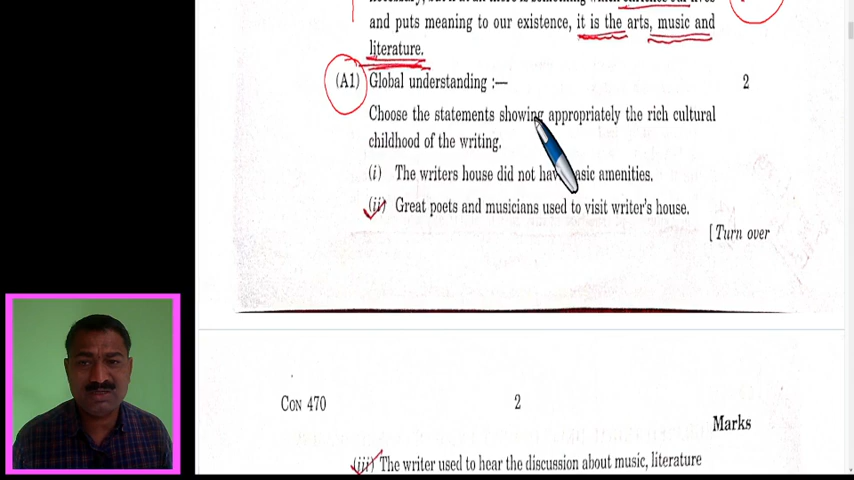 and puts meaning to our existence, it is the arts, music and
literature.
(A1) Global understanding :— 2
Choose the statements showing appropriately the rich cultural
childhood of the writing.
(i) The writers house did not hav asic amenities.
(ii) Great poets and musicians used to visit writer's house.
[Turn over
CON 470 2
Marks
(iii) The writer used to hear the discussion about music, literature